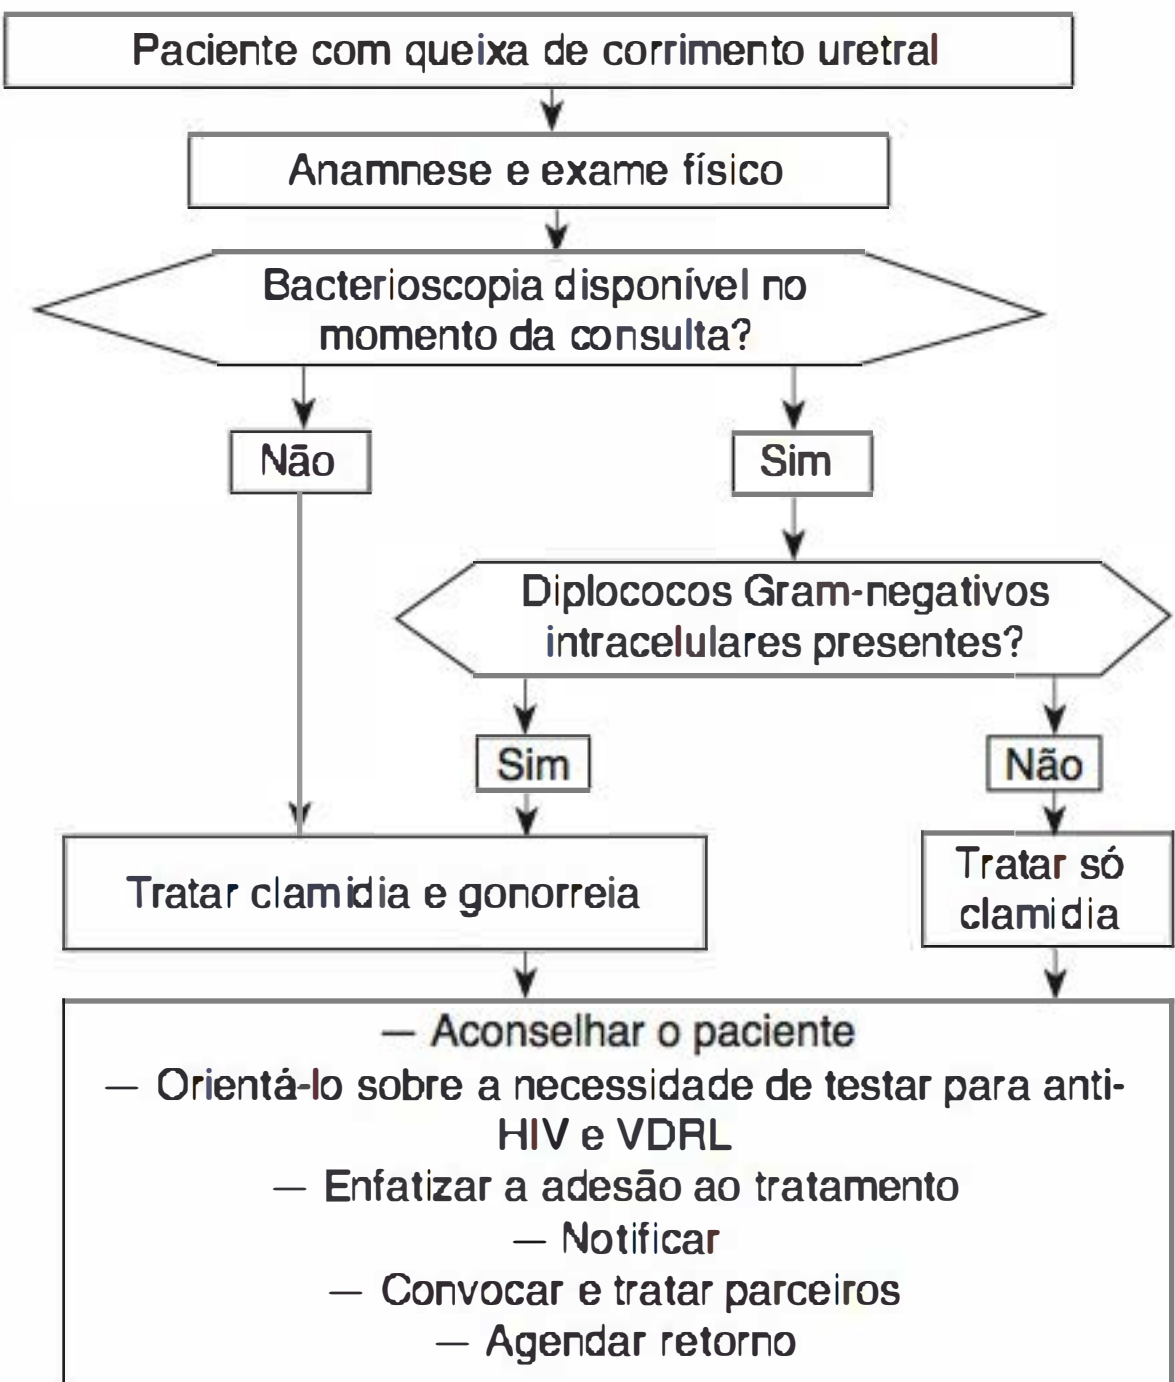 Paciente com queixa de corrimento uretral
Anamnese e exame físico
Bacterioscopia disponível no
momento da consulta?
Não
Sim
Diplococos Gram-negativos
intracelulares presentes?
Sim
Não
Tratar clamidia e gonorreia
Tratar só
clamidia
— Aconselhar o paciente
— Orientá-lo sobre a necessidade de testar para anti-
HIV e VDRL
— Enfatizar a adesão ao tratamento
— Notificar
— Convocar e tratar parceiros
— Agendar retorno